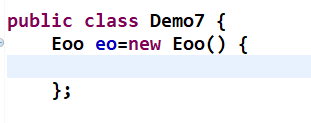 public class Demo7 {
    Eoo eo=new Eoo() {
    };